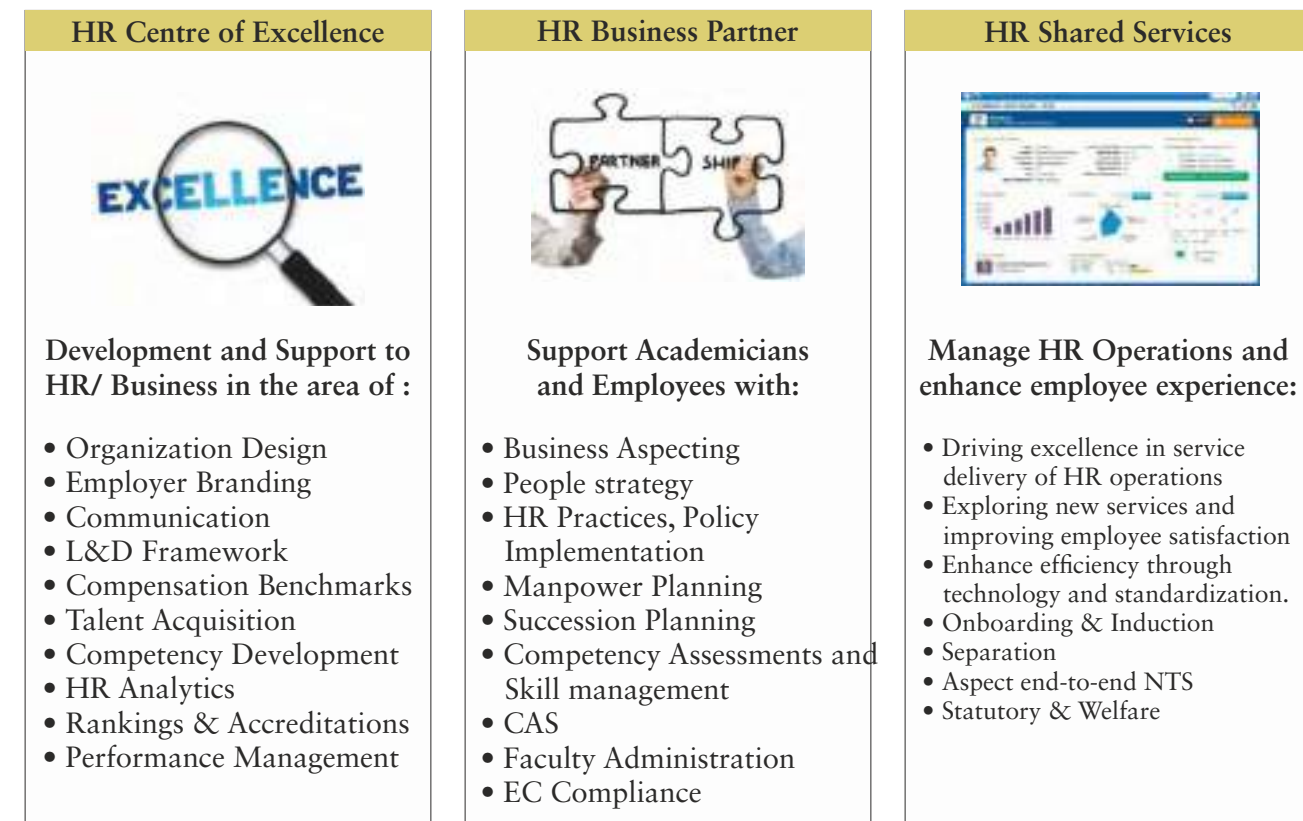 HR Centre of Excellence
EXCELLENCE
Development and Support to
HR/ Business in the area of :
• Organization Design
• Employer Branding
• Communication
• L&D Framework
• Compensation Benchmarks
• Talent Acquisition
• Competency Development
• HR Analytics
• Rankings & Accreditations
• Performance Management
HR Business Partner
PARTNER SHIP
Support Academicians
and Employees with:
• Business Aspecting
• People strategy
• HR Practices, Policy
Implementation
• Manpower Planning
• Succession Planning
• Competency Assessments and
Skill management
• CAS
• Faculty Administration
• EC Compliance
HR Shared Services
Manage HR Operations and
enhance employee experience:
• Driving excellence in service
delivery of HR operations
• Exploring new services and
improving employee satisfaction
• Enhance efficiency through
technology and standardization.
• Onboarding & Induction
• Separation
• Aspect end-to-end NTS
• Statutory & Welfare